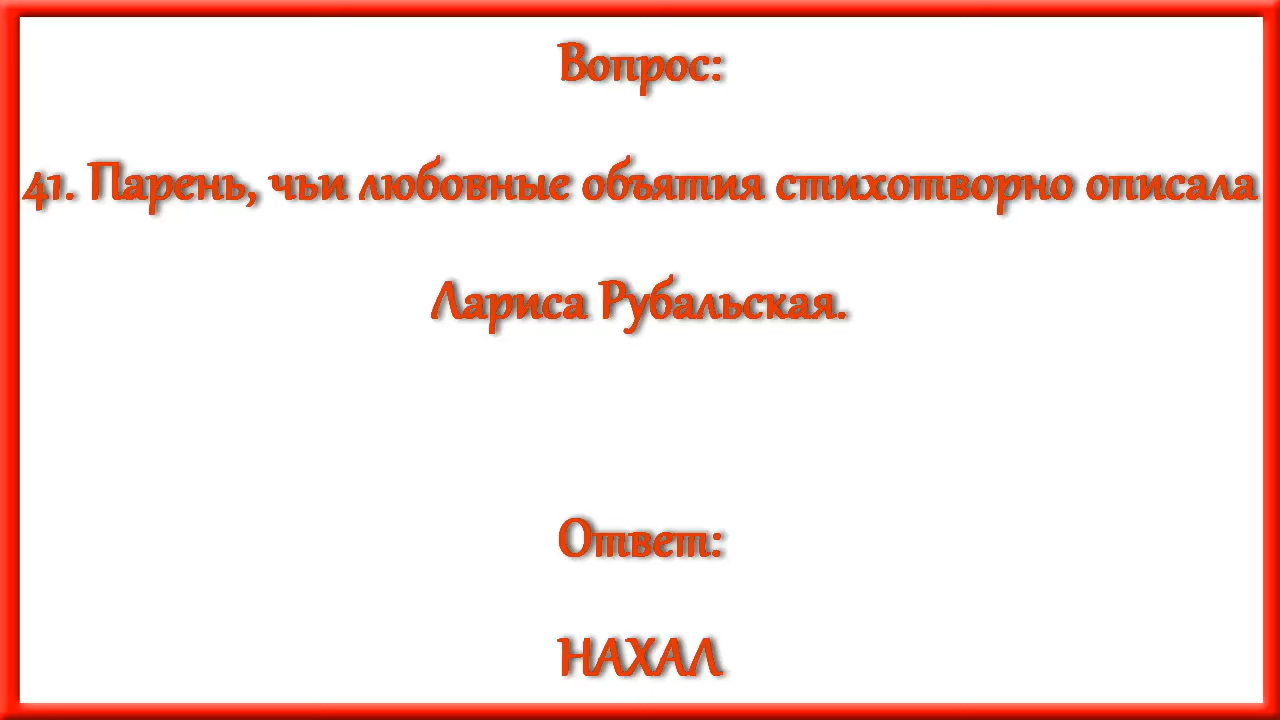 Вопрос:
41. Парень, чьи любовные объятия стихотворно описала
Лариса Рубальская.
Ответ:
НАХАЛ